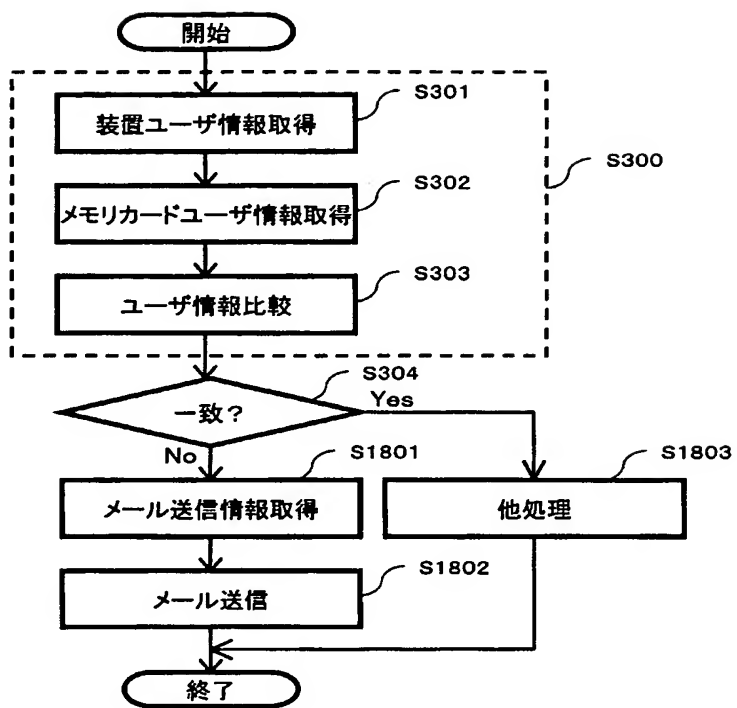 開始
S301
装置ユーザ情報取得
S300
S302
メモリカードユーザ情報取得
S303
ユーザ情報比較
S304
一致?
Yes
No
S1801
S1803
メール送信情報取得
他処理
S1802
メール送信
終了